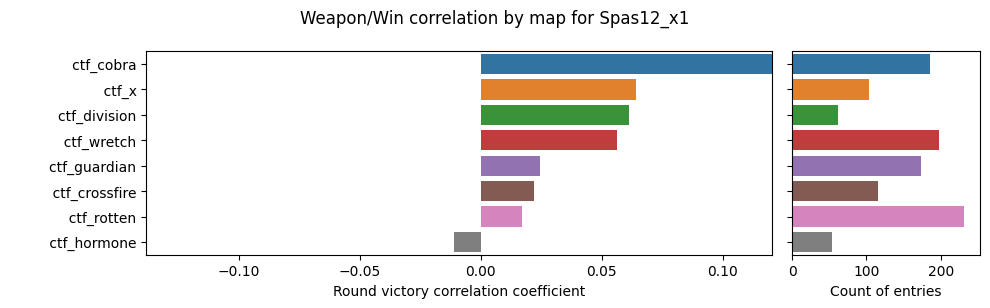 Weapon/Win correlation by map for Spas12_x1
ctf_cobra
ctf_x
ctf_division
ctf_wretch
ctf_guardian
ctf_crossfire
ctf_rotten
ctf_hormone
−0.10 −0.05 0.00 0.05 0.10
Round victory correlation coefficient
0 100 200
Count of entries